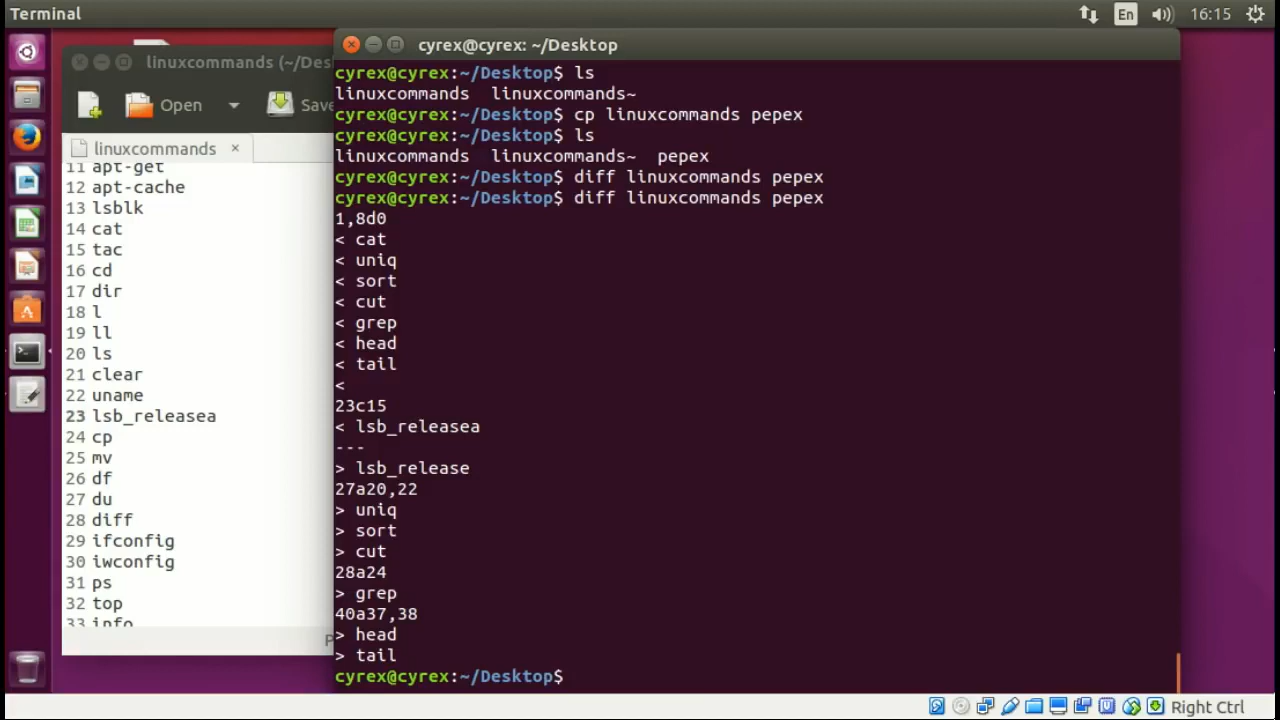 Terminal
En
16:15
linuxcommands (~/Des
Open
Save
linuxcommands ×
11 apt-get
12 apt-cache
13 lsblk
14 cat
15 tac
16 cd
17 dir
18 l
19 ll
20 ls
21 clear
22 uname
23 lsb_releasea
24 cp
25 mv
26 df
27 du
28 diff
29 ifconfig
30 iwconfig
31 ps
32 top
33 info
P
cyrex@cyrex: ~/Desktop
cyrex@cyrex:~/Desktop$ ls
linuxcommands  linuxcommands~
cyrex@cyrex:~/Desktop$ cp linuxcommands pepex
cyrex@cyrex:~/Desktop$ ls
linuxcommands  linuxcommands~  pepex
cyrex@cyrex:~/Desktop$ diff linuxcommands pepex
cyrex@cyrex:~/Desktop$ diff linuxcommands pepex
1,8d0
< cat
< uniq
< sort
< cut
< grep
< head
< tail
<
23c15
< lsb_releasea
---
> lsb_release
27a20,22
> uniq
> sort
> cut
28a24
> grep
40a37,38
> head
> tail
cyrex@cyrex:~/Desktop$
Right Ctrl